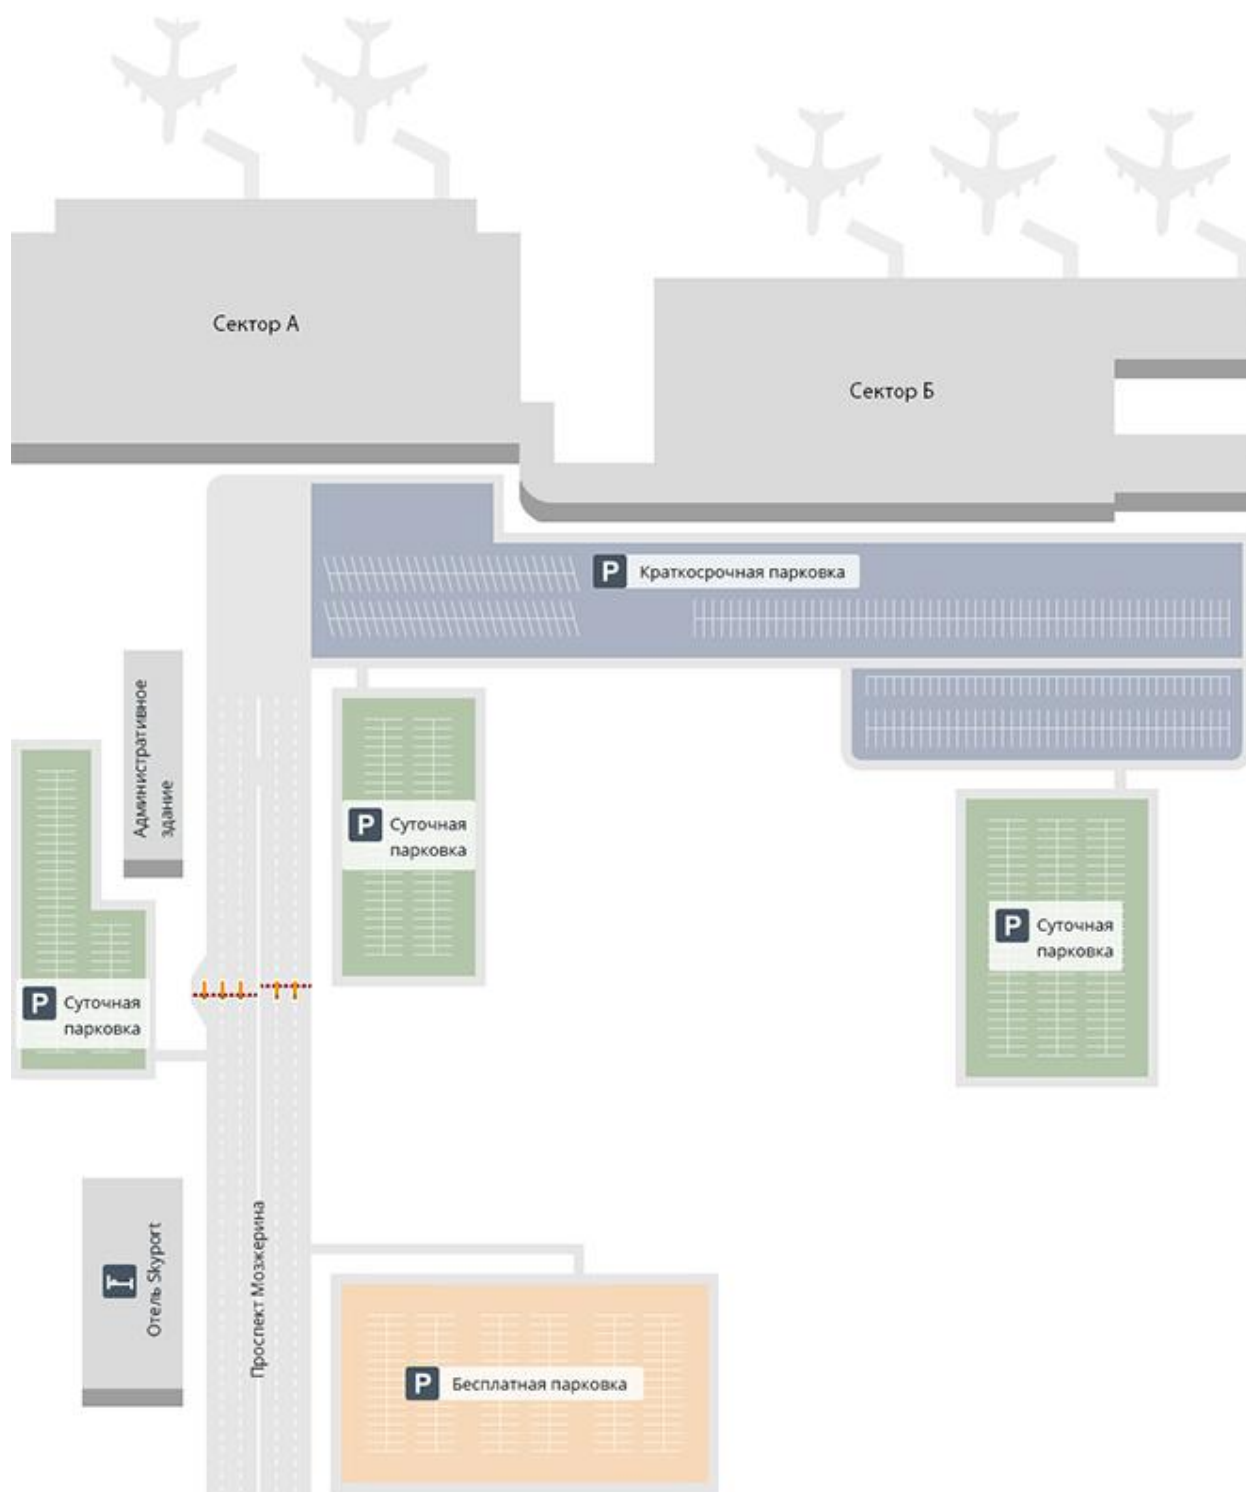 Сектор А
Сектор Б
P Краткосрочная парковка
Административное
здание
P Суточная
парковка
P Суточная
парковка
P Суточная
парковка
Отель Skyport
Проспект Мозжерина
P Бесплатная парковка